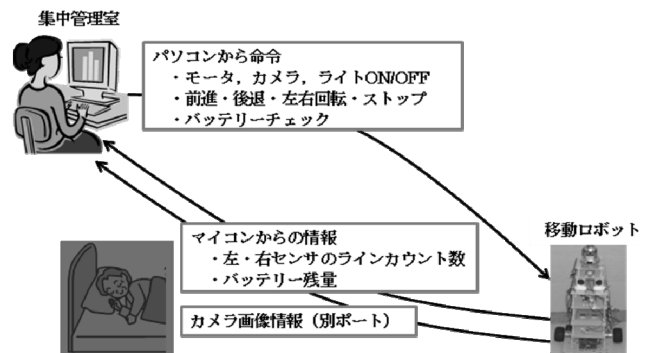 集中管理室
パソコンから命令
・モータ，カメラ，ライトON/OFF
・前進・後退・左右回転・ストップ
・バッテリーチェック
移動ロボット
マイコンからの情報
・左・右センサのラインカウント数
・バッテリー残量
カメラ画像情報（別ポート）